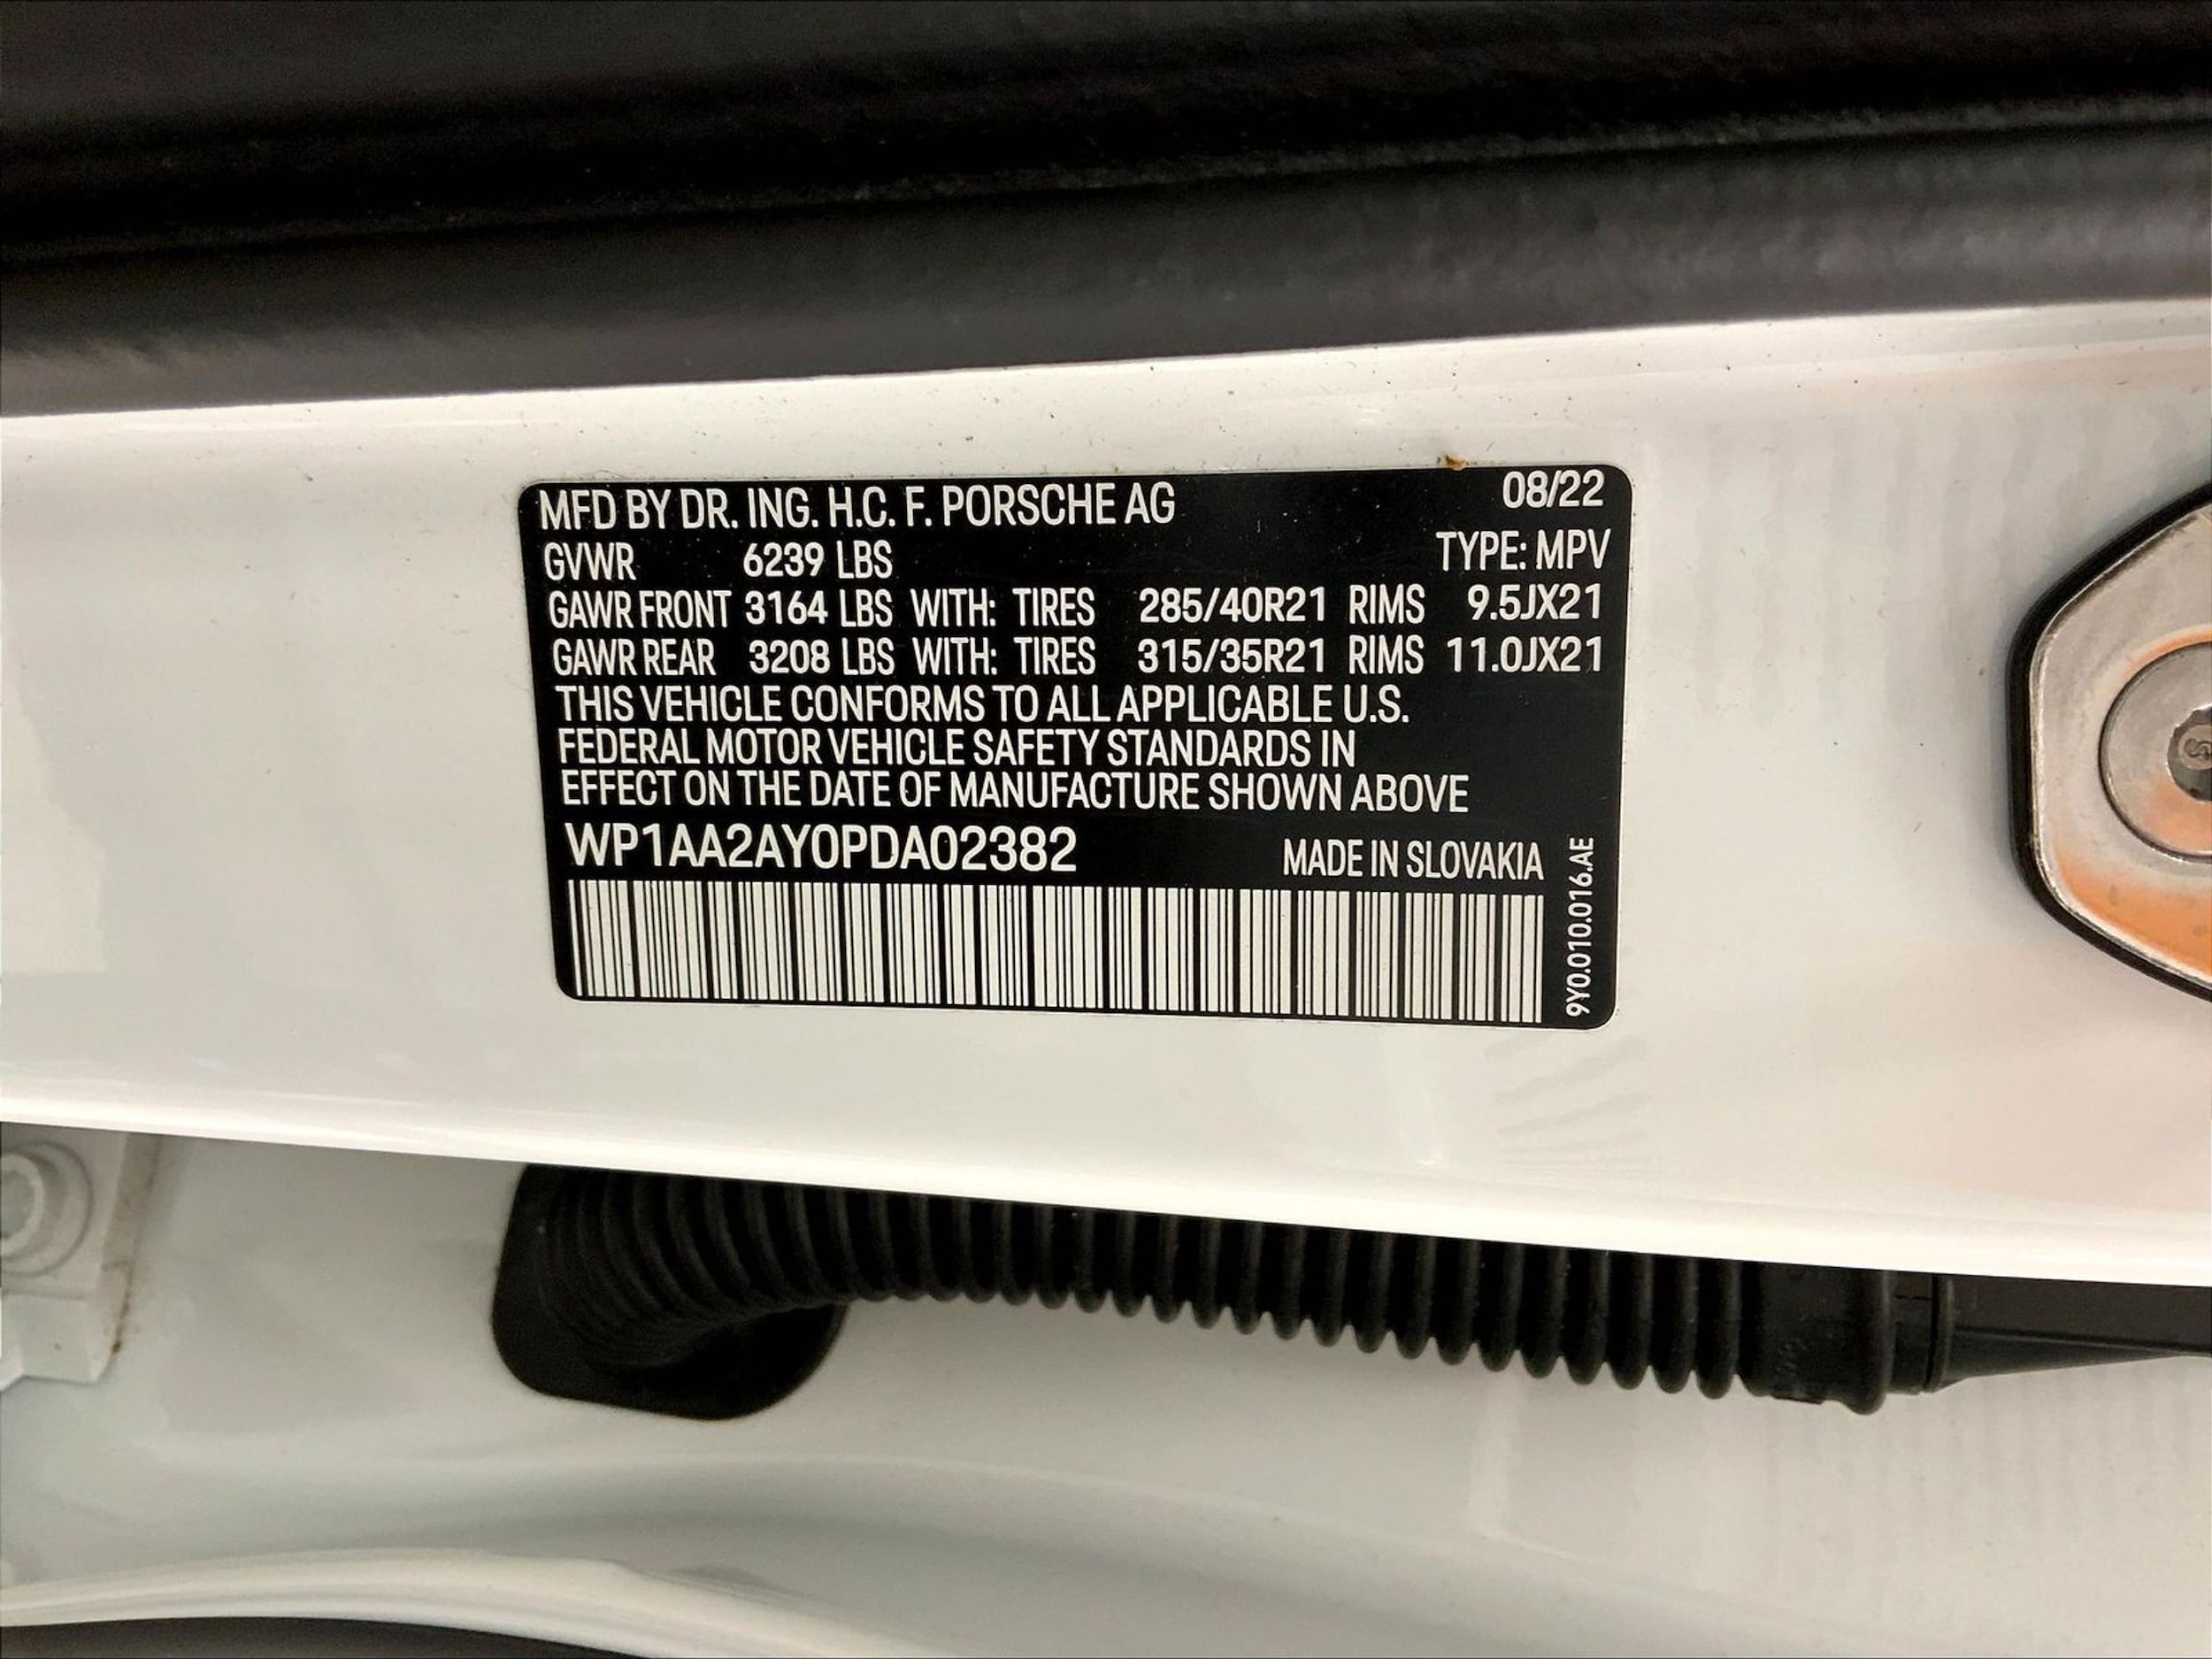 MFD BY DR. ING. H.C. F. PORSCHE AG 08/22
GVWR 6239 LBS TYPE: MPV
GAWR FRONT 3164 LBS WITH: TIRES 285/40R21 RIMS 9.5JX21
GAWR REAR 3208 LBS WITH: TIRES 315/35R21 RIMS 11.0JX21
THIS VEHICLE CONFORMS TO ALL APPLICABLE U.S.
FEDERAL MOTOR VEHICLE SAFETY STANDARDS IN
EFFECT ON THE DATE OF MANUFACTURE SHOWN ABOVE
WP1AA2AY0PDA02382 MADE IN SLOVAKIA
9Y0.010.016.AE